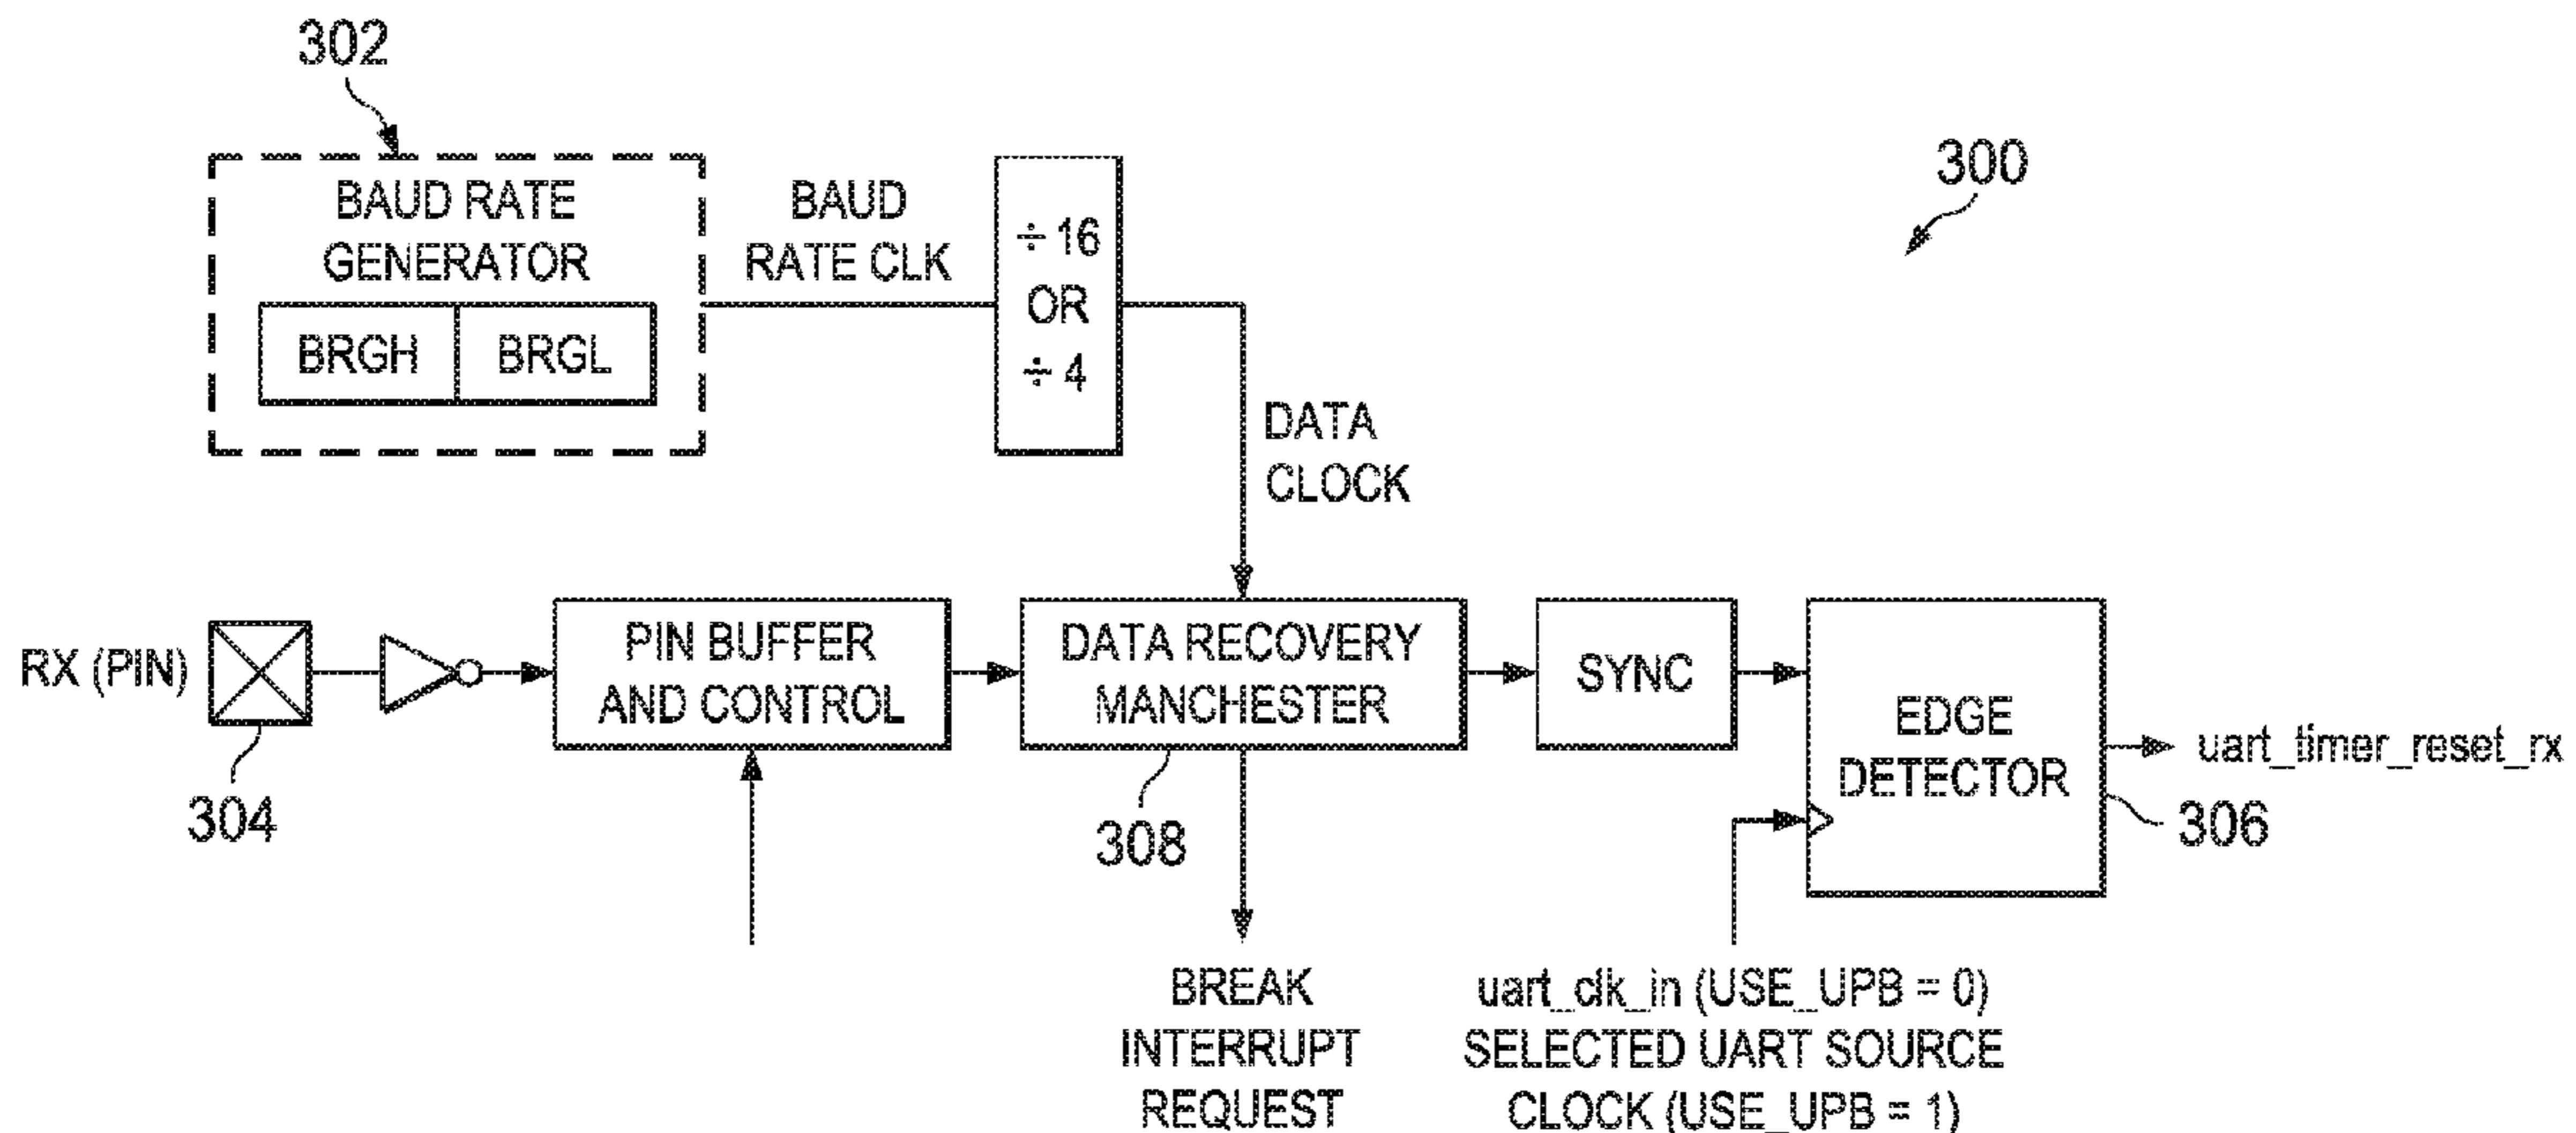 302
300
BAUD RATE
GENERATOR
BRGH
BRGL
BAUD
RATE CLK
÷ 16
OR
÷ 4
DATA
CLOCK
RX (PIN)
304
PIN BUFFER
AND CONTROL
DATA RECOVERY
MANCHESTER
308
SYNC
EDGE
DETECTOR
306
uart_timer_reset_rx
BREAK
INTERRUPT
REQUEST
uart_clk_in (USE_UPB = 0)
SELECTED UART SOURCE
CLOCK (USE_UPB = 1)